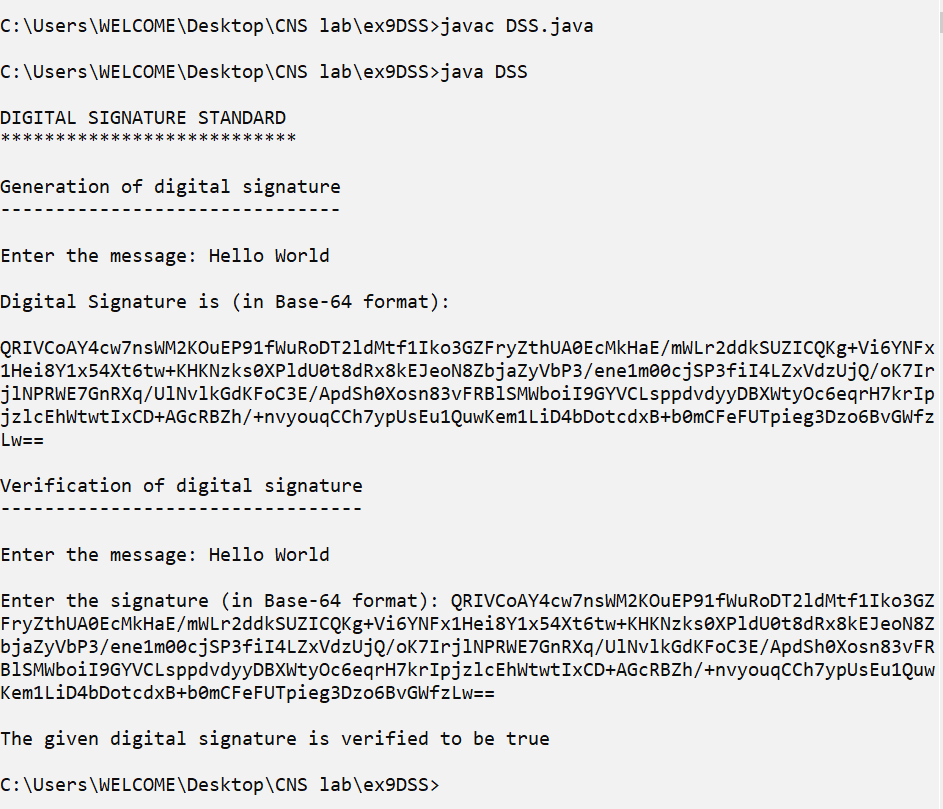 C:\Users\WELCOME\Desktop\CNS lab\ex9DSS>javac DSS.java
C:\Users\WELCOME\Desktop\CNS lab\ex9DSS>java DSS
DIGITAL SIGNATURE STANDARD
***************************
Generation of digital signature
-------------------------------
Enter the message: Hello World
Digital Signature is (in Base-64 format):
QRIVCoAY4cw7nsWM2KOuEP91fWuRoDT2ldMtf1Iko3GZFryZthUA0EcMkHaE/mWLr2ddkSUZICQKg+Vi6YNFx
1Hei8Y1x54Xt6tw+KHKNzks0XPldU0t8dRx8kEJeoN8ZbjaZyVbP3/ene1m00cjSP3fiI4LZxVdzUjQ/oK7Ir
jlNPRWE7GnRXq/UlNvlkGdKFoC3E/ApdSh0Xosn83vFRBlSMWboiI9GYVCLsppdvdyyDBXWtyOc6eqrH7krIp
jzlcEhWtwtIxCD+AGcRBZh/+nvyouqCCh7ypUsEu1QuwKem1LiD4bDotcdxB+b0mCFeFUTpieg3Dzo6BvGWfz
Lw==
Verification of digital signature
---------------------------------
Enter the message: Hello World
Enter the signature (in Base-64 format): QRIVCoAY4cw7nsWM2KOuEP91fWuRoDT2ldMtf1Iko3GZ
FryZthUA0EcMkHaE/mWLr2ddkSUZICQKg+Vi6YNFx1Hei8Y1x54Xt6tw+KHKNzks0XPldU0t8dRx8kEJeoN8Z
bjaZyVbP3/ene1m00cjSP3fiI4LZxVdzUjQ/oK7IrjlNPRWE7GnRXq/UlNvlkGdKFoC3E/ApdSh0Xosn83vFR
BlSMWboiI9GYVCLsppdvdyyDBXWtyOc6eqrH7krIpjzlcEhWtwtIxCD+AGcRBZh/+nvyouqCCh7ypUsEu1Quw
Kem1LiD4bDotcdxB+b0mCFeFUTpieg3Dzo6BvGWfzLw==
The given digital signature is verified to be true
C:\Users\WELCOME\Desktop\CNS lab\ex9DSS>